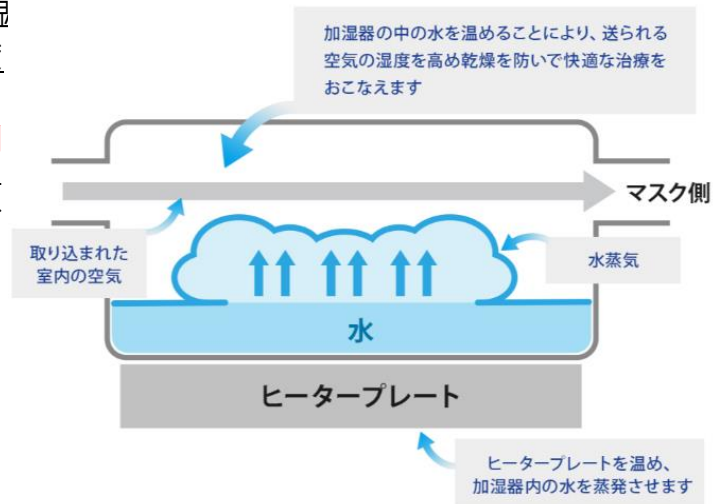 加湿器の中の水を温めることにより、送られる
空気の湿度を高め乾燥を防いで快適な治療を
おこなえます
マスク側
取り込まれた
室内の空気
水蒸気
水
ヒータープレート
ヒータープレートを温め、
加湿器内の水を蒸発させます